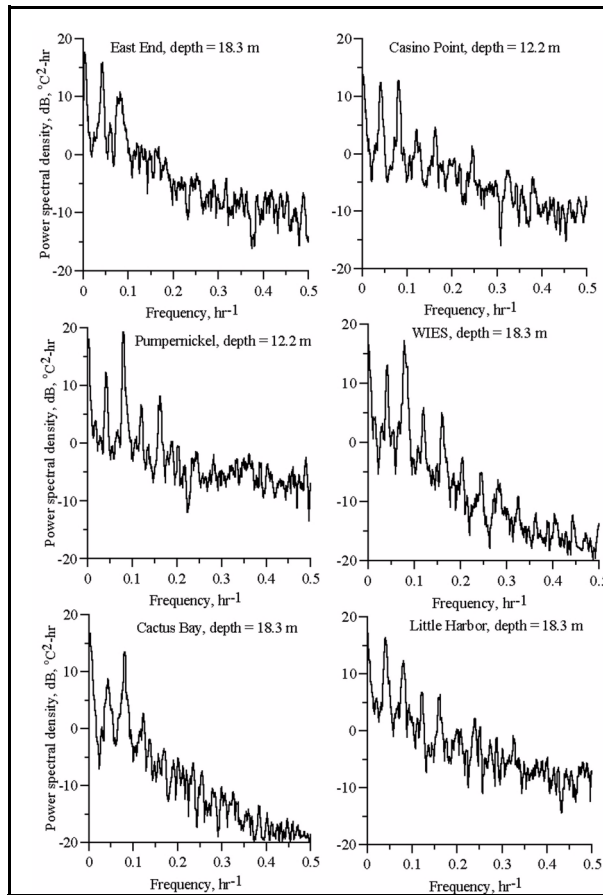 East End, depth = 18.3 m
Power spectral density, dB, °C²-hr
20
10
0
-10
-20
0 0.1 0.2 0.3 0.4 0.5
Frequency, hr-1
Casino Point, depth = 12.2 m
20
10
0
-10
-20
0 0.1 0.2 0.3 0.4 0.5
Frequency, hr-1
Pumpernickel, depth = 12.2 m
Power spectral density, dB, °C²-hr
20
10
0
-10
-20
0 0.1 0.2 0.3 0.4 0.5
Frequency, hr-1
WIES, depth = 18.3 m
20
10
0
-10
-20
0 0.1 0.2 0.3 0.4 0.5
Frequency, hr-1
Cactus Bay, depth = 18.3 m
Power spectral density, dB, °C²-hr
20
10
0
-10
-20
0 0.1 0.2 0.3 0.4 0.5
Frequency, hr-1
Little Harbor, depth = 18.3 m
20
10
0
-10
-20
0 0.1 0.2 0.3 0.4 0.5
Frequency, hr-1